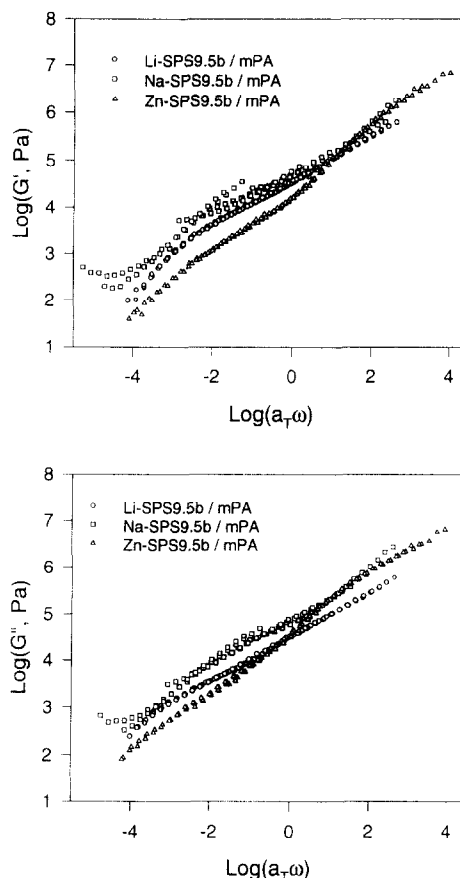 8
Li-SPS9.5b / mPA
Na-SPS9.5b / mPA
Zn-SPS9.5b / mPA
7
6
5
4
3
2
1
Log(G', Pa)
-4 -2 0 2 4
Log(a_Tω)
8
Li-SPS9.5b / mPA
Na-SPS9.5b / mPA
Zn-SPS9.5b / mPA
7
6
5
4
3
2
1
Log(G", Pa)
-4 -2 0 2 4
Log(a_Tω)